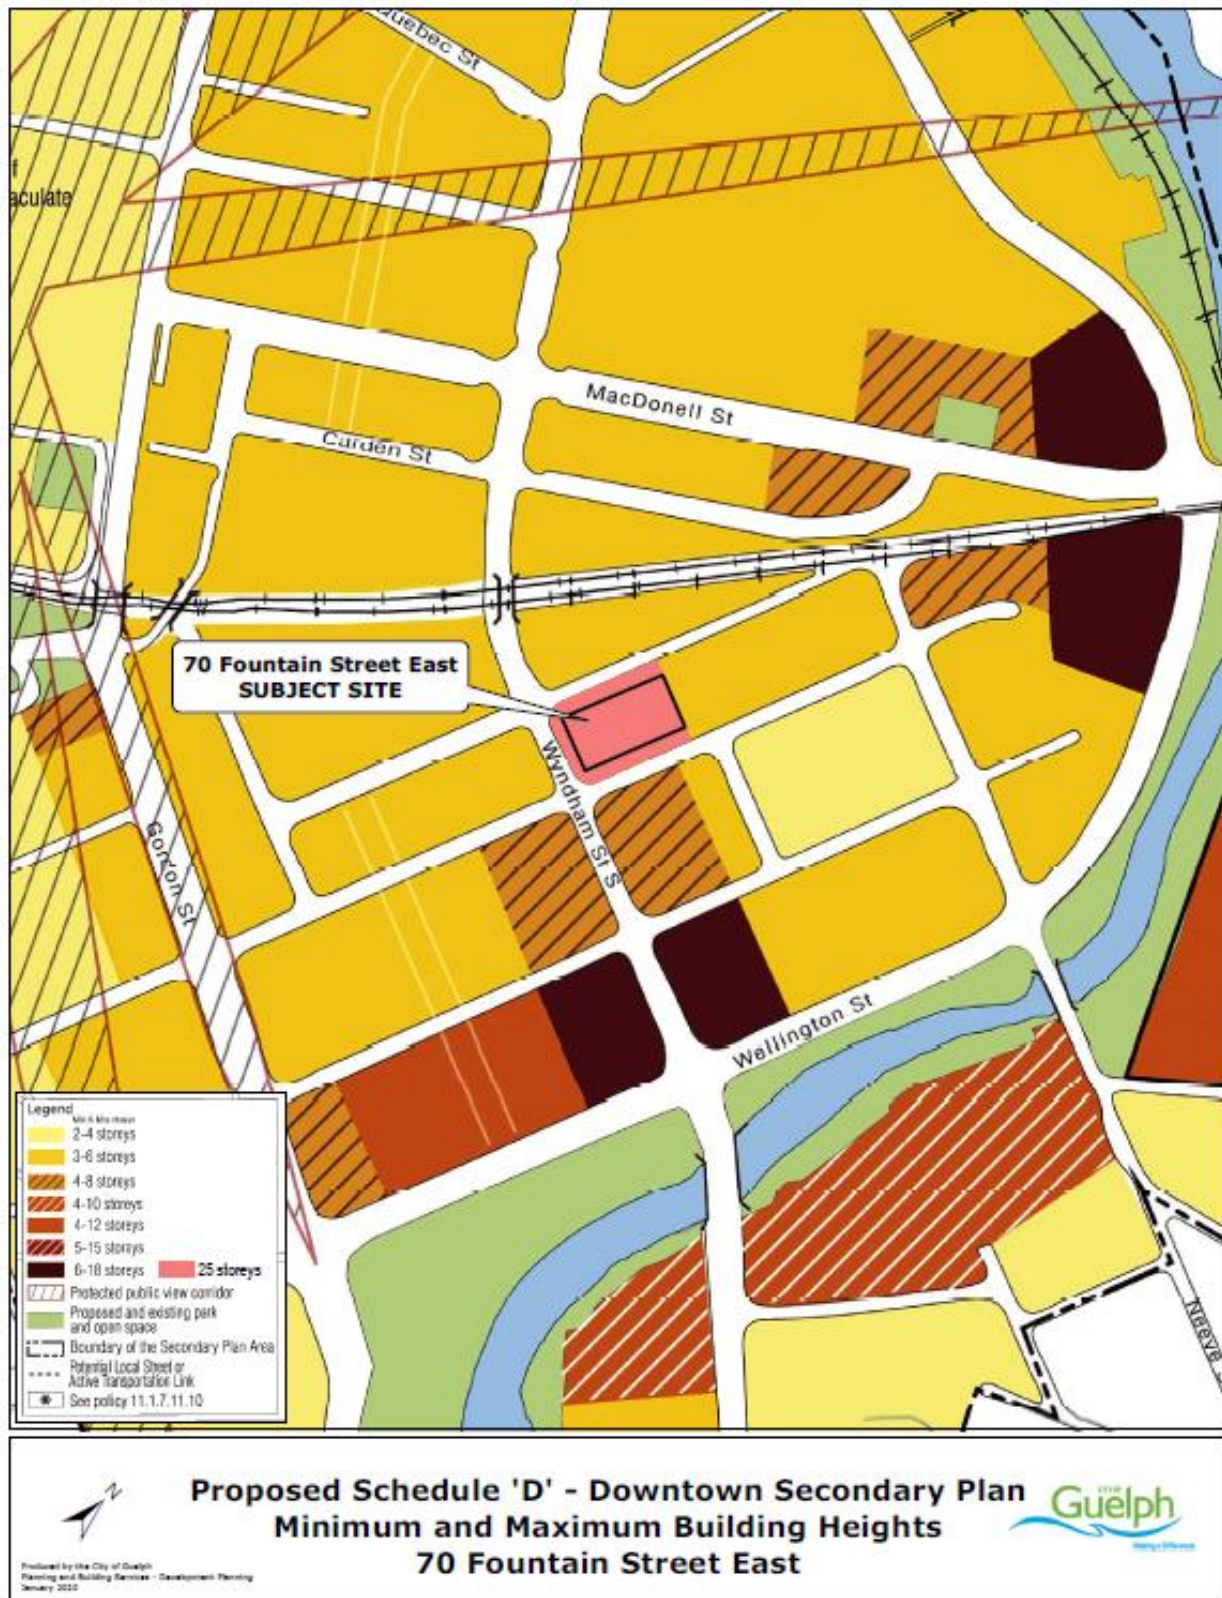 Quebec St
f
aculate
MacDonell St
Carden St
70 Fountain Street East
SUBJECT SITE
Wyndham St S
Gordon St
Wellington St
Neeve
Legend
2-4 storeys
3-6 storeys
4-8 storeys
4-10 storeys
4-12 storeys
5-15 storeys
6-18 storeys
25 storeys
Protected public view corridor
Proposed and existing park
and open space
Boundary of the Secondary Plan Area
Potential Local Street or
Active Transportation Link
See policy 11.1.7.11.10
N
Proposed Schedule 'D' - Downtown Secondary Plan
Minimum and Maximum Building Heights
70 Fountain Street East
Guelph
Making a Difference
Produced by the City of Guelph
Planning and Building Services - Development Planning
January 2020